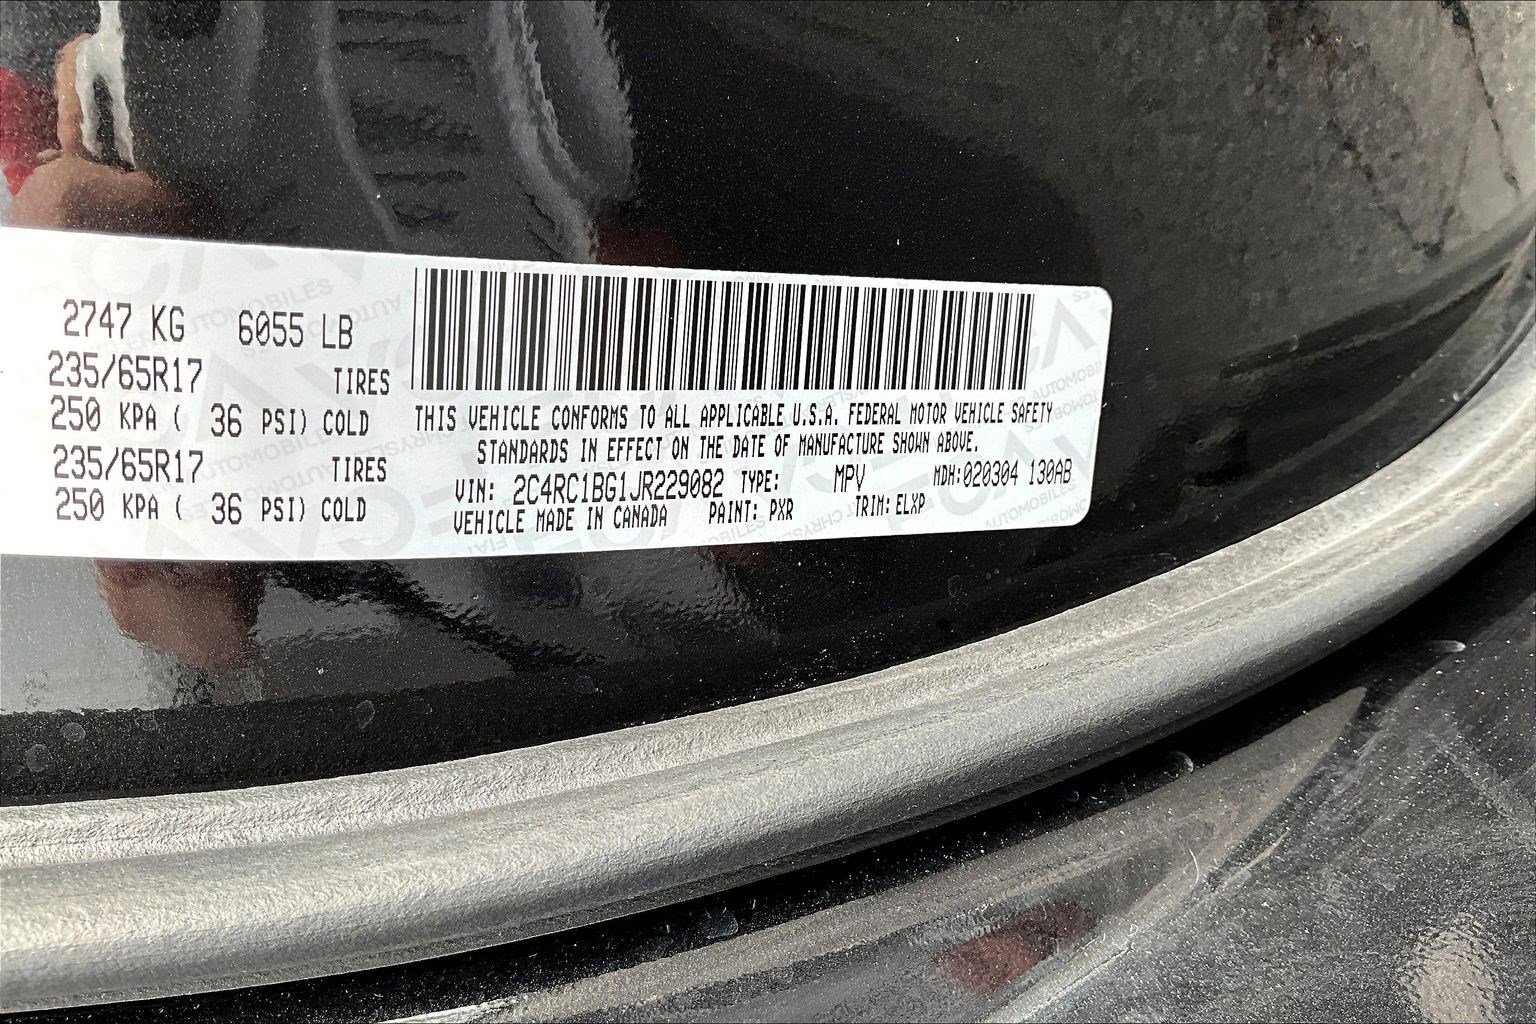 2747 KG 6055 LB
235/65R17 TIRES
250 KPA ( 36 PSI) COLD
235/65R17 TIRES
250 KPA ( 36 PSI) COLD
THIS VEHICLE CONFORMS TO ALL APPLICABLE U.S.A. FEDERAL MOTOR VEHICLE SAFETY
STANDARDS IN EFFECT ON THE DATE OF MANUFACTURE SHOWN ABOVE.
VIN: 2C4RC1BG1JR229082 TYPE: MPV MDH:020304 130AB
VEHICLE MADE IN CANADA PAINT: PXR TRIM: ELXP